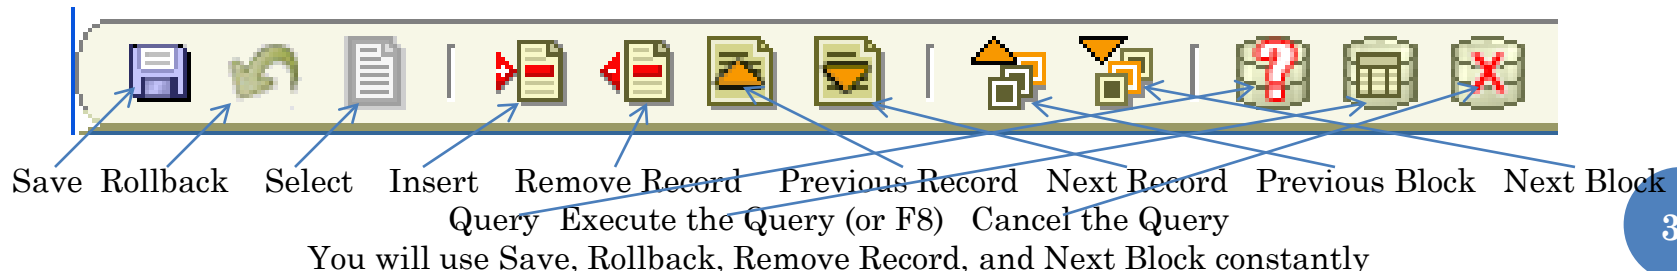 Save Rollback Select Insert Remove Record Previous Record Next Record Previous Block Next Block
Query Execute the Query (or F8) Cancel the Query
3
You will use Save, Rollback, Remove Record, and Next Block constantly